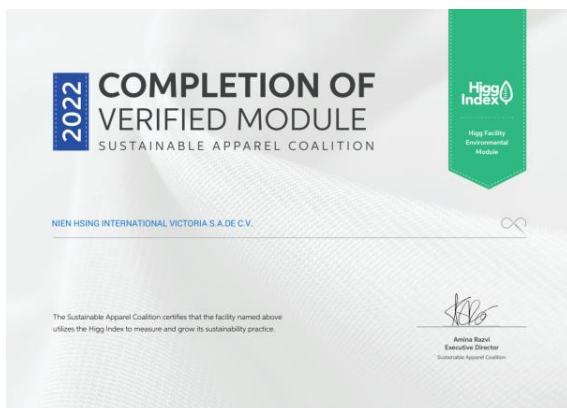 2022
COMPLETION OF
VERIFIED MODULE
SUSTAINABLE APPAREL COALITION
Higg
Index
Higg Facility
Environmental
Module
NIEN HSING INTERNATIONAL VICTORIA S.A.DE C.V.
The Sustainable Apparel Coalition certifies that the facility named above
utilizes the Higg Index to measure and grow its sustainability practice.
Amina Razvi
Executive Director
Sustainable Apparel Coalition